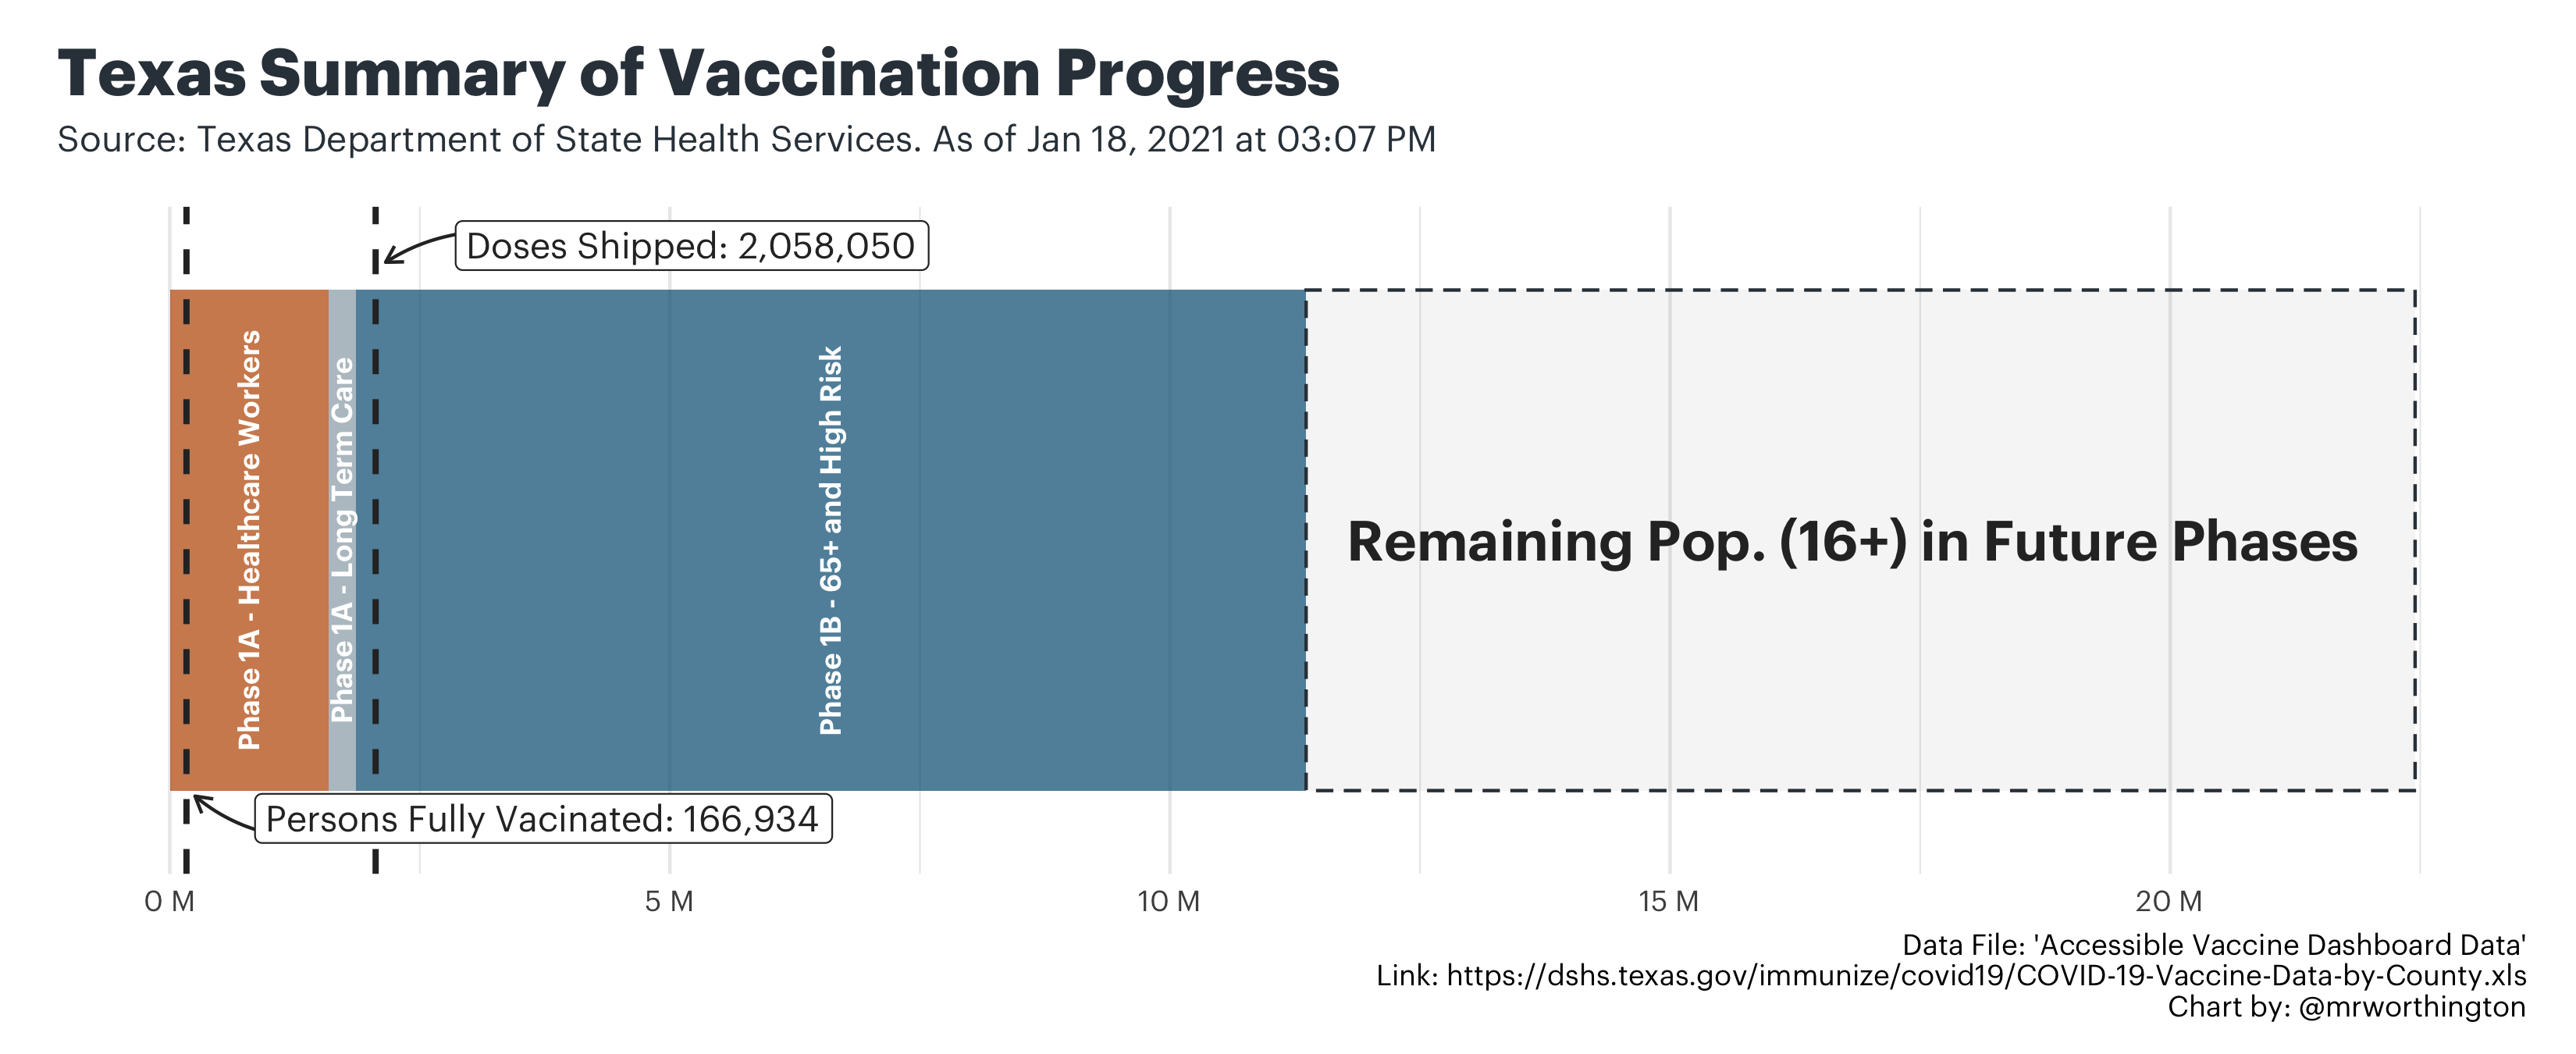 Texas Summary of Vaccination Progress
Source: Texas Department of State Health Services. As of Jan 18, 2021 at 03:07 PM
Doses Shipped: 2,058,050
Phase 1A - Healthcare Workers
Phase 1A - Long Term Care
Phase 1B - 65+ and High Risk
Remaining Pop. (16+) in Future Phases
Persons Fully Vacinated: 166,934
0 M
5 M
10 M
15 M
20 M
Data File: 'Accessible Vaccine Dashboard Data'
Link: https://dshs.texas.gov/immunize/covid19/COVID-19-Vaccine-Data-by-County.xls
Chart by: @mrworthington